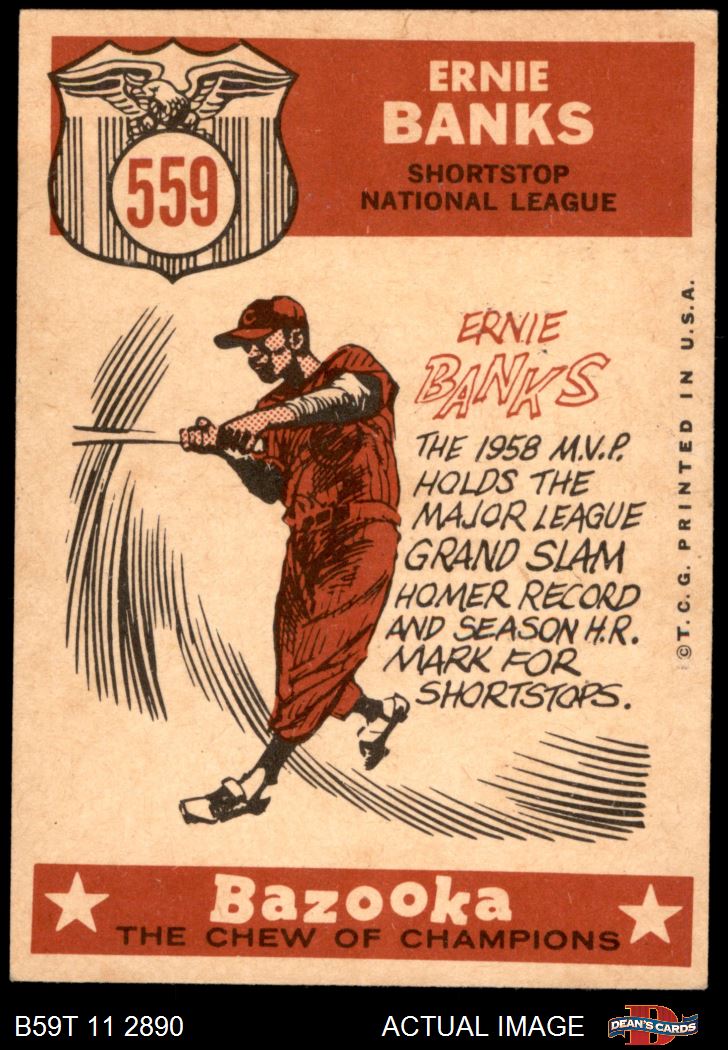 559
ERNIE
BANKS
SHORTSTOP
NATIONAL LEAGUE
C
ERNIE
BANKS
THE 1958 M.V.P.
HOLDS THE
MAJOR LEAGUE
GRAND SLAM
HOMER RECORD
AND SEASON H.R.
MARK FOR
SHORTSTOPS.
©T.C.G. PRINTED IN U.S.A.
Bazooka
THE CHEW OF CHAMPIONS
B59T 11 2890
ACTUAL IMAGE
D
DEAN'S CARDS